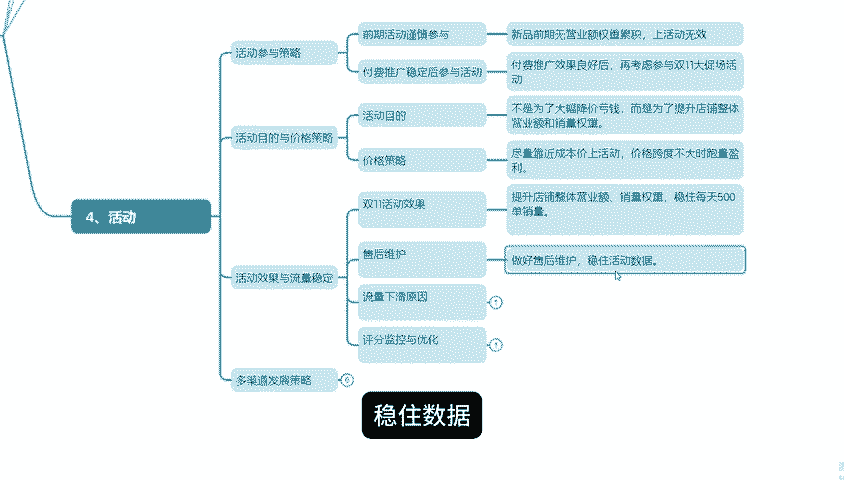 4、活动
活动参与策略
前期活动谨慎参与
新品前期无营业额权重累积，上活动无效
付费推广稳定后参与活动
付费推广效果良好后，再考虑参与双11大促场活
动
活动目的与价格策略
活动目的
不是为了大幅降价亏钱，而是为了提升店铺整体
营业额和销量权重。
价格策略
尽量靠近成本价上活动，价格跨度不大时跑量盈
利。
活动效果与流量稳定
双11活动效果
提升店铺整体营业额、销量权重，稳住每天500
单销量。
售后维护
做好售后维护，稳住活动数据。
流量下滑原因
评分监控与优化
多渠道发展策略
6
稳住数据